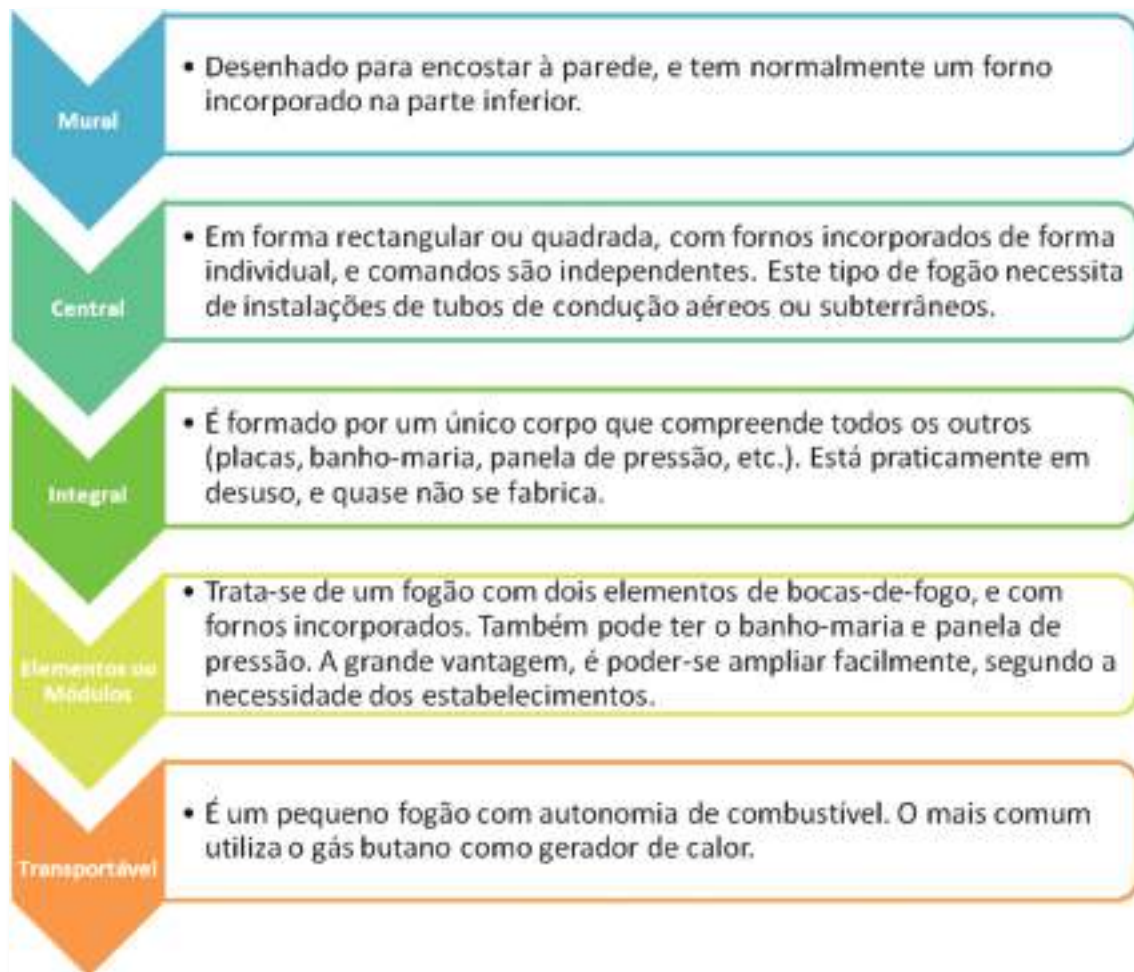 Mural
• Desenhado para encostar à parede, e tem normalmente um forno
incorporado na parte inferior.
Central
• Em forma rectangular ou quadrada, com fornos incorporados de forma
individual, e comandos são independentes. Este tipo de fogão necessita
de instalações de tubos de condução aéreos ou subterrâneos.
Integral
• É formado por um único corpo que compreende todos os outros
(placas, banho-maria, panela de pressão, etc.). Está praticamente em
desuso, e quase não se fabrica.
Elementos ou
Módulos
• Trata-se de um fogão com dois elementos de bocas-de-fogo, e com
fornos incorporados. Também pode ter o banho-maria e panela de
pressão. A grande vantagem, é poder-se ampliar facilmente, segundo a
necessidade dos estabelecimentos.
Transportável
• É um pequeno fogão com autonomia de combustível. O mais comum
utiliza o gás butano como gerador de calor.